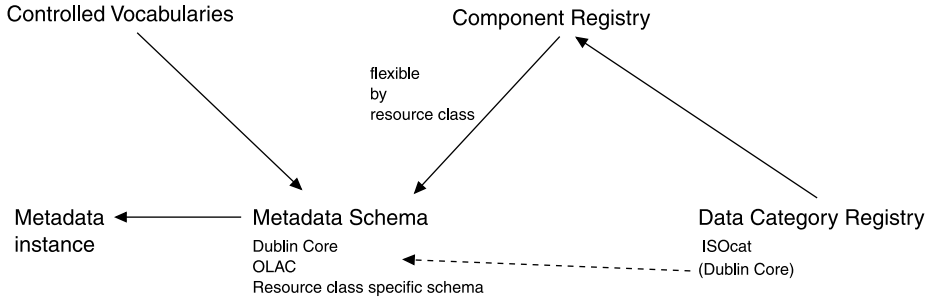 Controlled Vocabularies
Component Registry
flexible
by
resource class
Metadata
instance
Metadata Schema
Dublin Core
OLAC
Resource class specific schema
Data Category Registry
ISOcat
(Dublin Core)